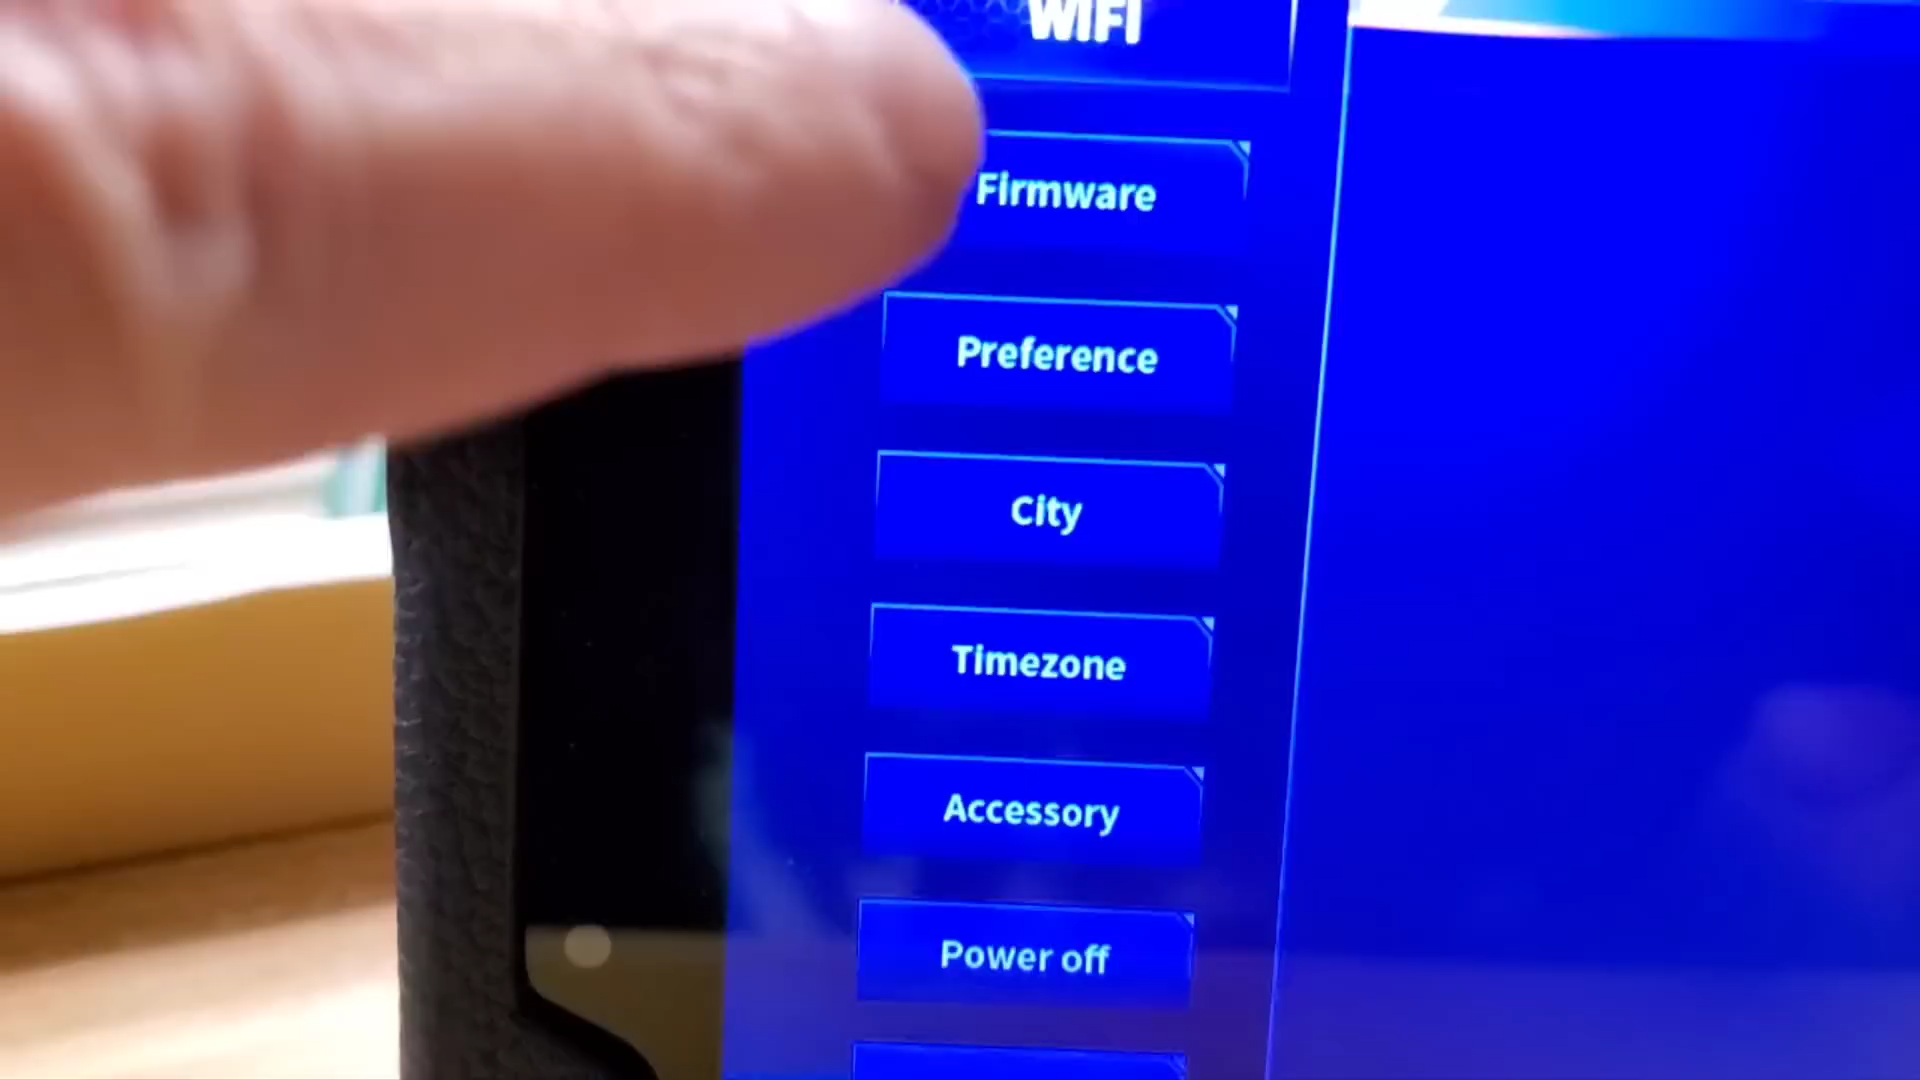 WIFI
Firmware
Preference
City
Timezone
Accessory
Power off